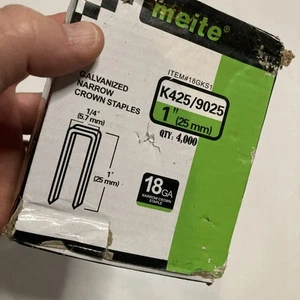 meite®
ITEM#18GKS1
GALVANIZED
NARROW
CROWN STAPLES
K425/9025
1" (25 mm)
QTY: 4,000
1/4"
(5.7 mm)
1"
(25 mm)
18GA
NARROW CROWN
STAPLE